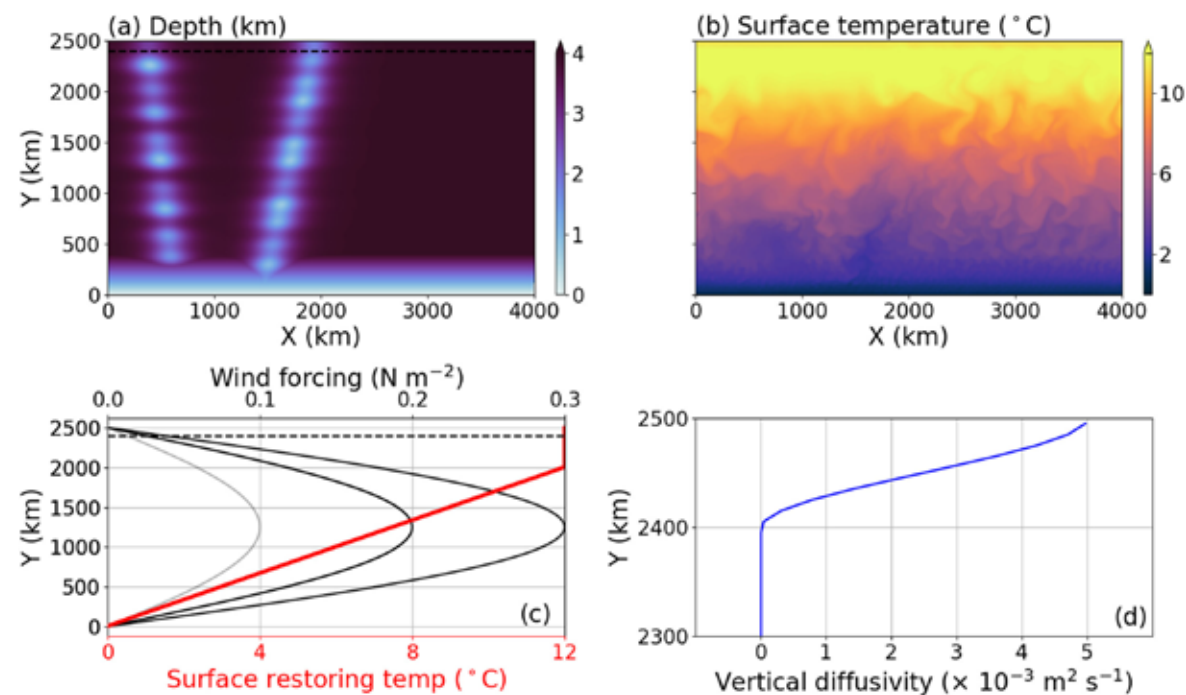 (a) Depth (km)
2500
2000
1500
1000
500
0
Y (km)
0 1000 2000 3000 4000
X (km)
4
3
2
1
0
(b) Surface temperature (°C)
0 1000 2000 3000 4000
X (km)
10
6
2
Wind forcing (N m⁻²)
0.0 0.1 0.2 0.3
2500
2000
1500
1000
500
0
Y (km)
(c)
0 4 8 12
Surface restoring temp (°C)
2500
2400
2300
Y (km)
(d)
0 1 2 3 4 5
Vertical diffusivity (× 10⁻³ m² s⁻¹)